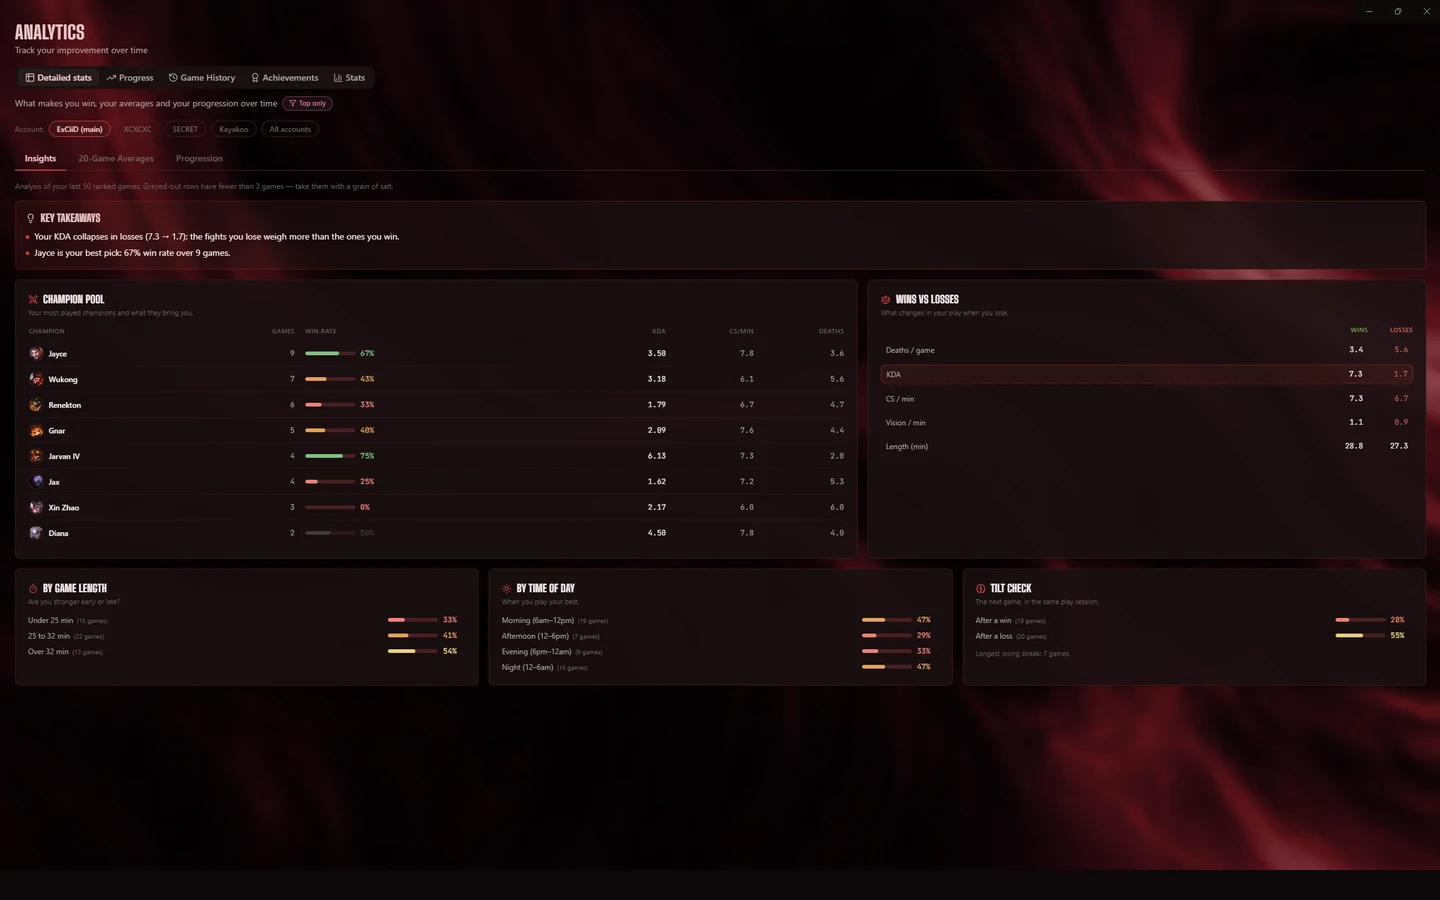 ANALYTICS
Track your improvement over time
Detailed stats Progress Game History Achievements Stats
What makes you win, your averages and your progression over time Top only
Account: ExCiiD (main) XCXCXC SECRET Kayakoo All accounts
Insights 20-Game Averages Progression
Analysis of your last 50 ranked games. Greyed-out rows have fewer than 3 games — take them with a grain of salt.
KEY TAKEAWAYS
Your KDA collapses in losses (7.3 → 1.7): the fights you lose weigh more than the ones you win.
Jayce is your best pick: 67% win rate over 9 games.
CHAMPION POOL
Your most played champions and what they bring you.
CHAMPION GAMES WIN RATE KDA CS/MIN DEATHS
Jayce 9 67% 3.50 7.8 3.6
Wukong 7 43% 3.18 6.1 5.6
Renekton 6 33% 1.79 6.7 4.7
Gnar 5 40% 2.09 7.6 4.4
Jarvan IV 4 75% 6.13 7.3 2.0
Jax 4 25% 1.62 7.2 5.3
Xin Zhao 3 0% 2.17 6.0 6.0
Diana 2 50% 4.50 7.8 4.0
WINS VS LOSSES
What changes in your play when you lose.
WINS LOSSES
Deaths / game 3.4 5.6
KDA 7.3 1.7
CS / min 7.3 6.7
Vision / min 1.1 0.9
Length (min) 28.8 27.3
BY GAME LENGTH
Are you stronger early or late?
Under 25 min (15 games) 33%
25 to 32 min (22 games) 41%
Over 32 min (13 games) 54%
BY TIME OF DAY
When you play your best.
Morning (6am–12pm) (19 games) 47%
Afternoon (12–6pm) (7 games) 29%
Evening (6pm–12am) (9 games) 33%
Night (12–6am) (15 games) 47%
TILT CHECK
The next game, in the same play session.
After a win (18 games) 28%
After a loss (20 games) 55%
Longest losing streak: 7 games.